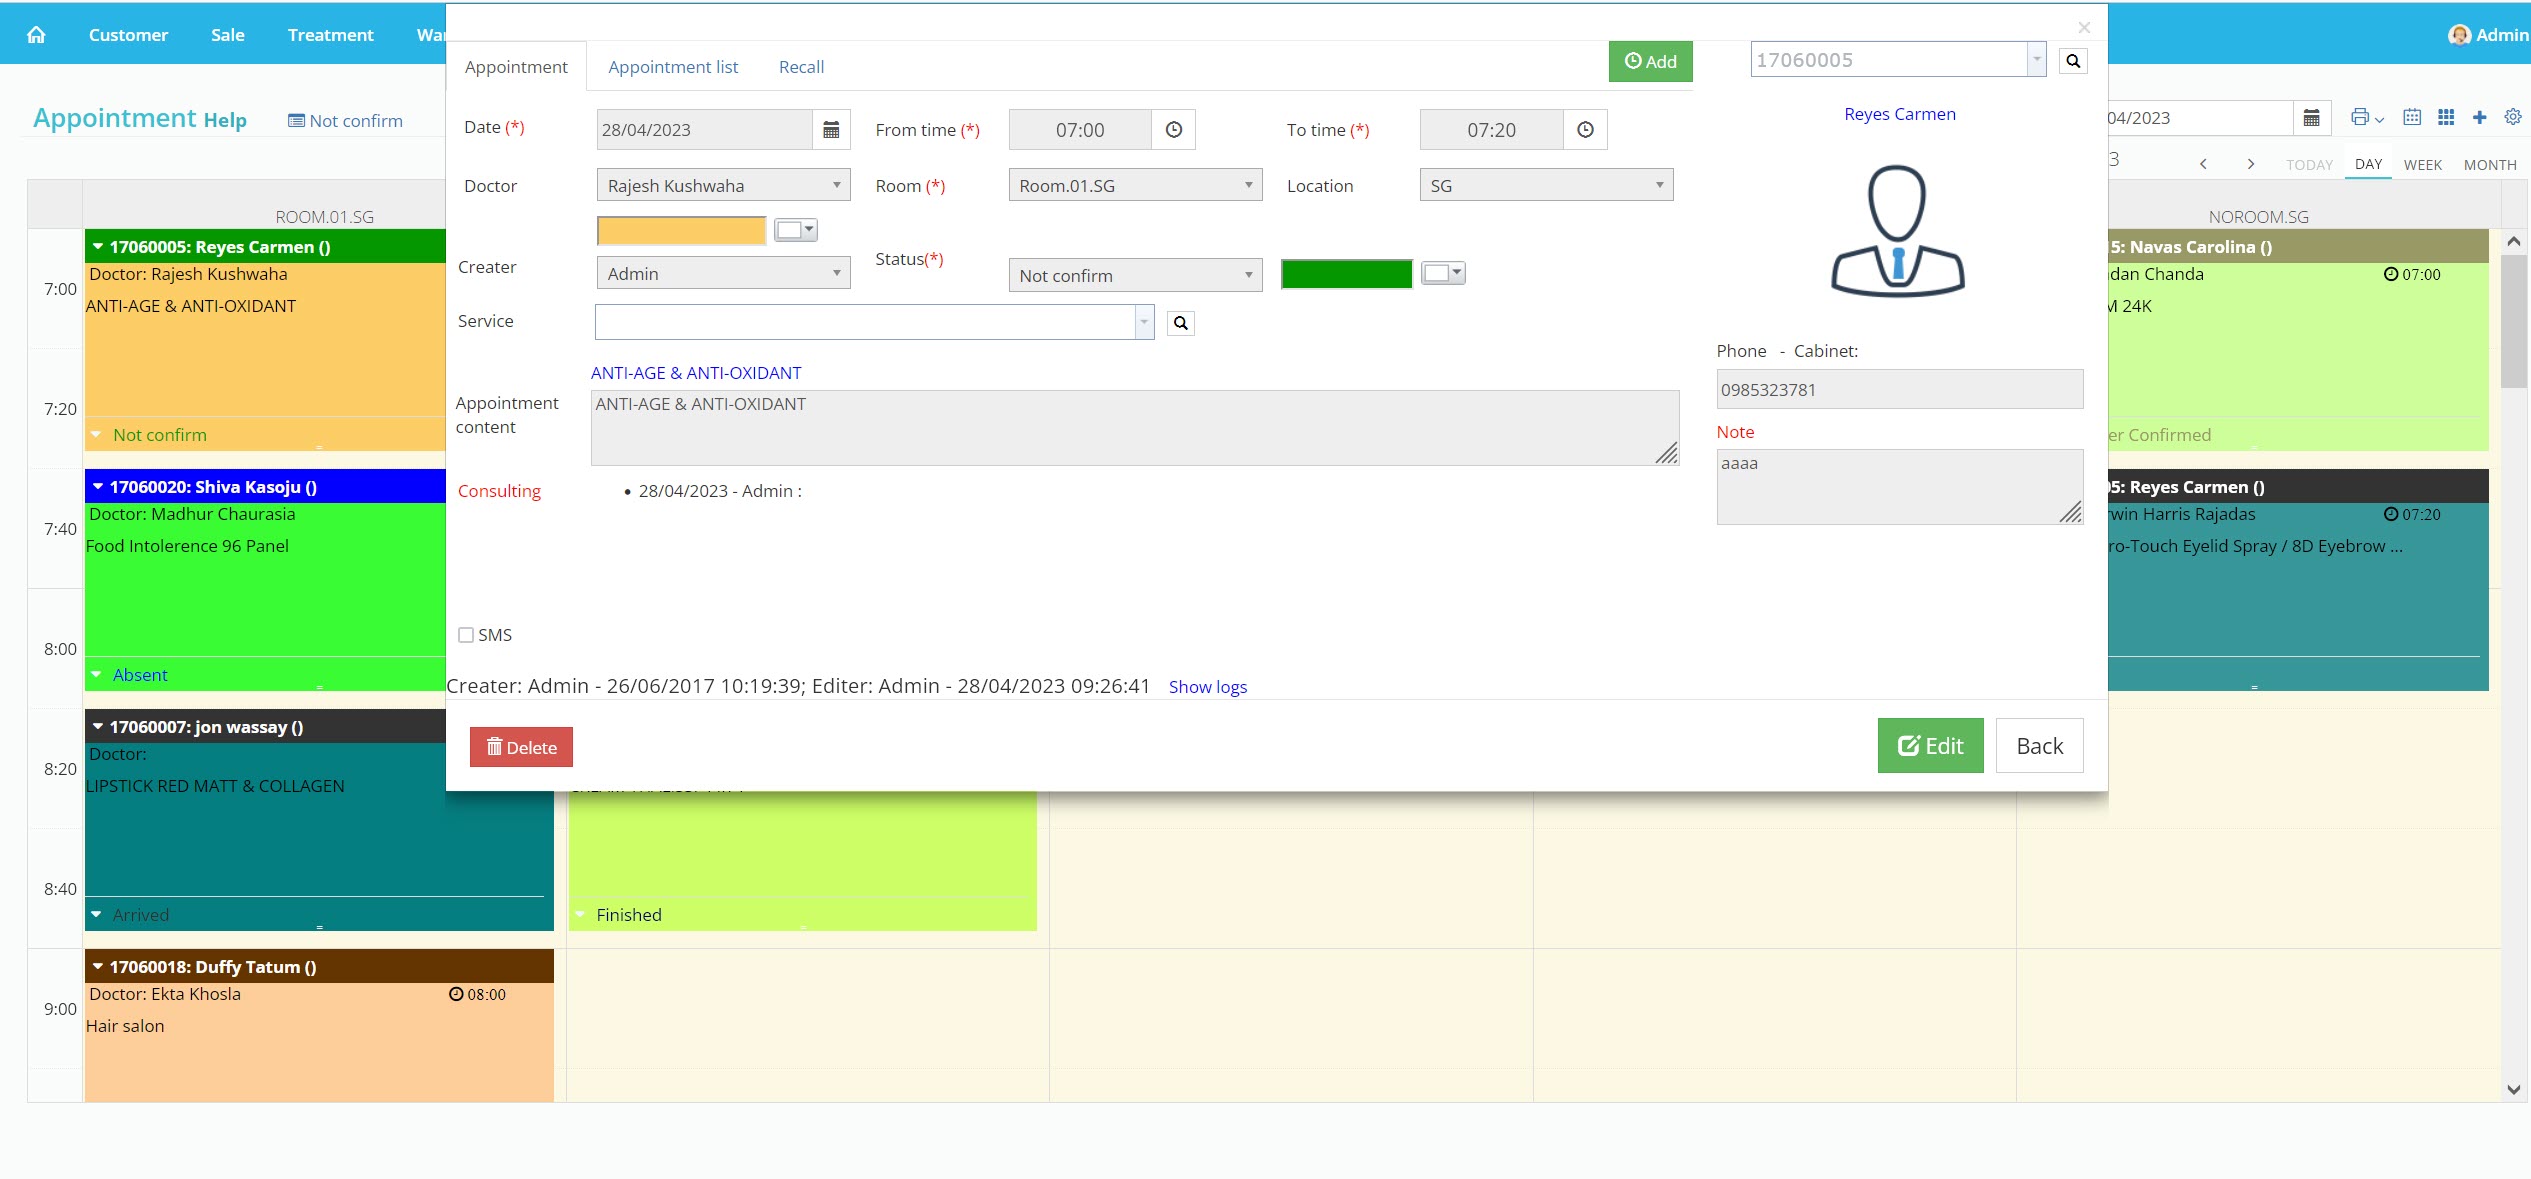 Customer Sale Treatment
Admin
Appointment Help Not confirm
04/2023
3 TODAY DAY WEEK MONTH
ROOM.01.SG
NOROOM.SG
7:00
7:20
7:40
8:00
8:20
8:40
9:00
17060005: Reyes Carmen ()
Doctor: Rajesh Kushwaha
ANTI-AGE & ANTI-OXIDANT
Not confirm
17060020: Shiva Kasoju ()
Doctor: Madhur Chaurasia
Food Intolerence 96 Panel
Absent
17060007: jon wassay ()
Doctor:
LIPSTICK RED MATT & COLLAGEN
Arrived
17060018: Duffy Tatum ()
Doctor: Ekta Khosla 08:00
Hair salon
Finished
Appointment Appointment list Recall Add 17060005
×
Date (*) 28/04/2023 From time (*) 07:00 To time (*) 07:20
Doctor Rajesh Kushwaha Room (*) Room.01.SG Location SG
Creater Admin Status(*) Not confirm
Service
ANTI-AGE & ANTI-OXIDANT
Appointment
content
ANTI-AGE & ANTI-OXIDANT
Consulting • 28/04/2023 - Admin :
SMS
Creater: Admin - 26/06/2017 10:19:39; Editer: Admin - 28/04/2023 09:26:41 Show logs
Delete Edit Back
Reyes Carmen
Phone - Cabinet:
0985323781
Note
aaaa
5: Navas Carolina ()
dan Chanda 07:00
M 24K
er Confirmed
05: Reyes Carmen ()
rwin Harris Rajadas 07:20
ro-Touch Eyelid Spray / 8D Eyebrow ...